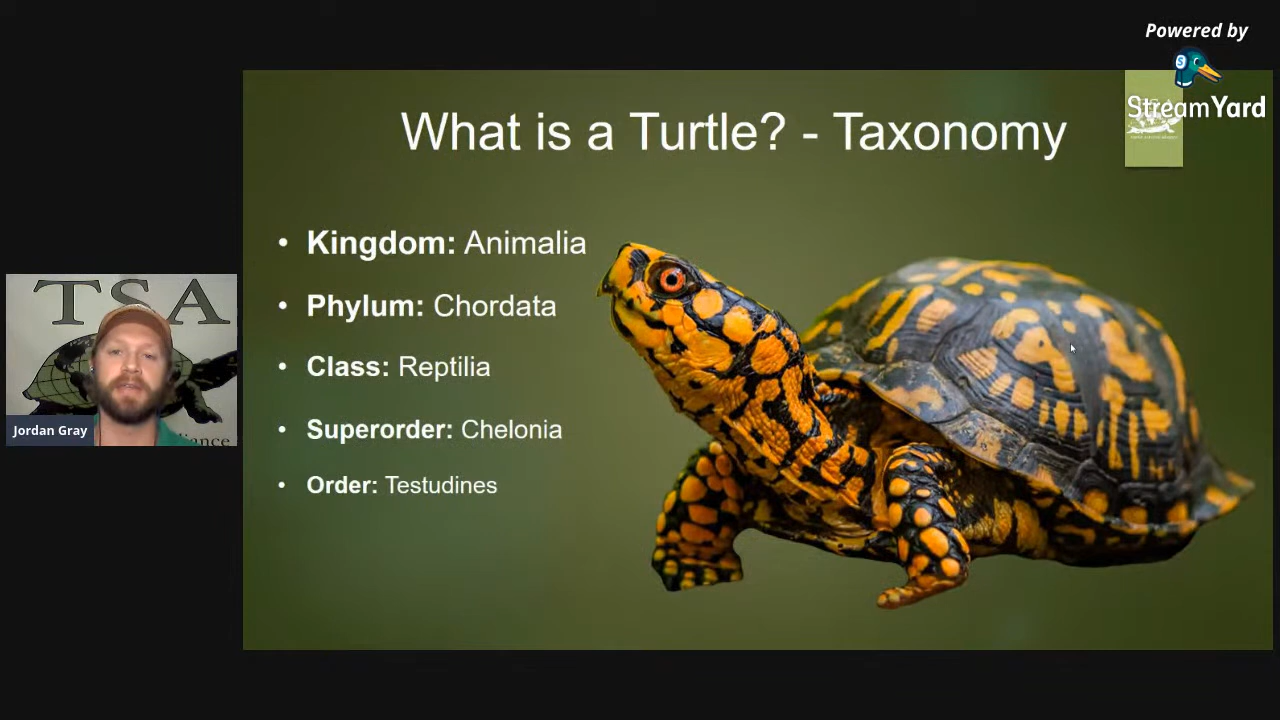 Powered by
StreamYard
What is a Turtle? - Taxonomy
• Kingdom: Animalia
• Phylum: Chordata
• Class: Reptilia
• Superorder: Chelonia
• Order: Testudines
TSA
Jordan Gray